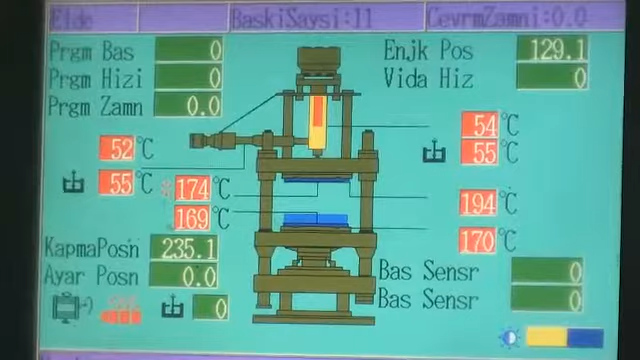 Elde BaskiSaysi:11 CevrmZamni:0.0
Prgm Bas 0 Enjk Pos 129.1
Prgm Hizi 0 Vida Hiz 0
Prgm Zamn 0.0
54 °C
52 °C 55 °C
55 °C 174 °C 194 °C
169 °C 170 °C
KapmaPosn 235.1
Ayar Posn 0.0 Bas Sensr 0
0 Bas Sensr 0